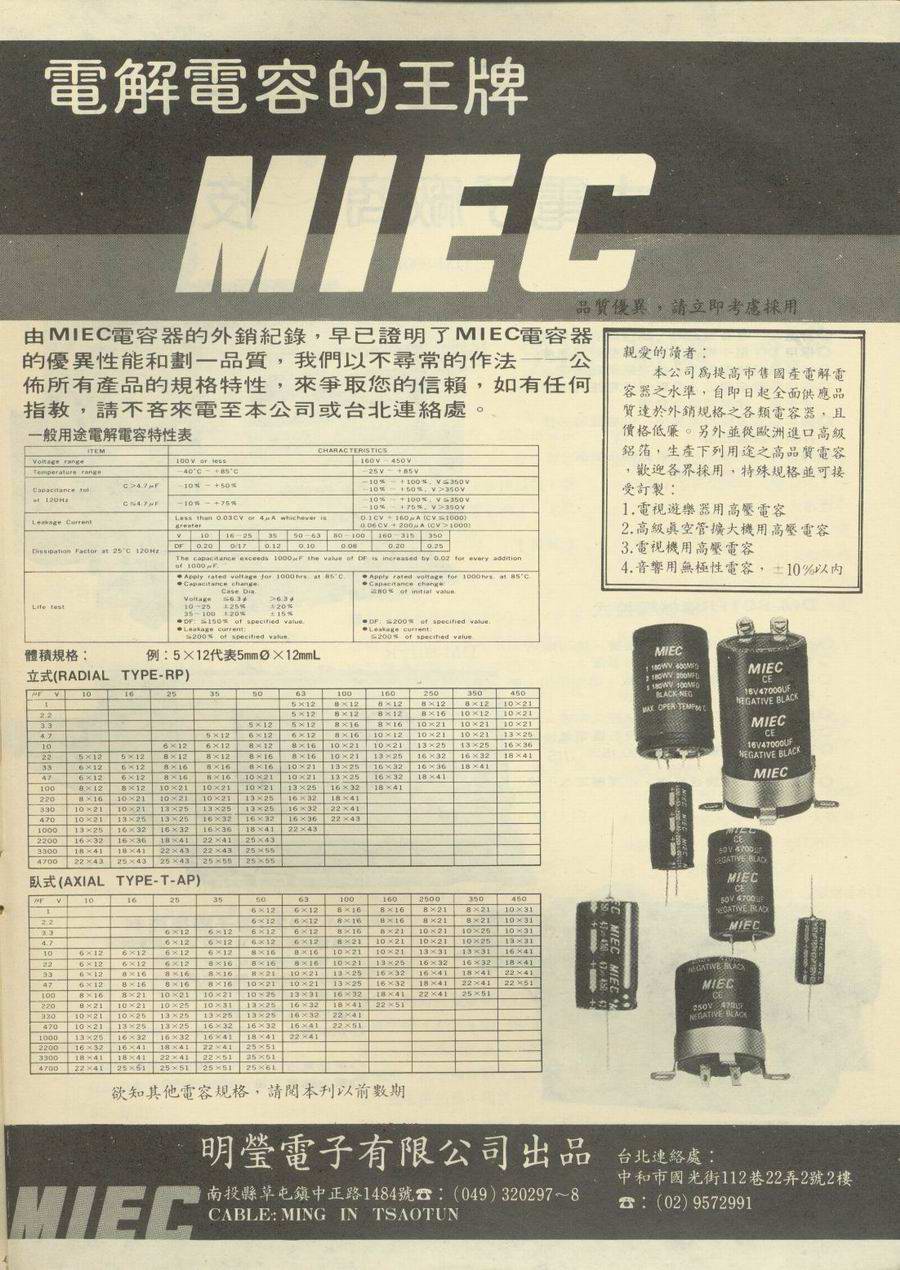 電解電容的王牌
MIEC
品質優異，請立即考慮採用
由MIEC電容器的外銷紀錄，早已證明了MIEC電容器
的優異性能和劃一品質，我們以不尋常的作法——公
佈所有產品的規格特性，來爭取您的信賴，如有任何
指教，請不客來電至本公司或台北連絡處。
親愛的讀者：
本公司為提高市售國產電解電
容器之水準，自即日起全面供應品
質達於外銷規格之各類電容器，且
價格低廉。另外並從歐洲進口高級
鋁箔，生產下列用途之高品質電容
，歡迎各界採用，特殊規格並可接
受訂製：
1.電視遊樂器用高壓電容
2.高級真空管擴大機用高壓電容
3.電視機用高壓電容
4.音響用無極性電容，±10%以內
一般用途電解電容特性表
ITEM CHARACTERISTICS
Voltage range 100V or less 160V～450V
Temperature range －40°C～＋85°C －25V～＋85V
Capacitance tol at 120Hz
C>4.7μF －10%～＋50% －10%～＋100%, V≦350V
－10%～＋50%, V>350V
C≦4.7μF －10%～＋75% －10%～＋100%, V≦350V
－10%～＋75%, V>350V
Leakage Current Less than 0.03CV or 4μA whichever is greater
0.1CV＋160μA (CV≦1000)
0.06CV＋200μA (CV>1000)
Dissipation Factor at 25°C 120Hz
V 10 16～25 35 50～63 80～100 160～315 350
DF 0.20 0.17 0.12 0.10 0.08 0.20 0.25
The capacitance exceeds 1000μF the value of DF is increased by 0.02 for every addition
of 1000μF.
Life test
●Apply rated voltage for 1000hrs. at 85°C.
●Capacitance change:
Case Dia.
Voltage ≦6.3ø >6.3ø
10～25 ±25% ±20%
35～100 ±20% ±15%
●DF: ≦150% of specified value.
●Leakage current:
≦200% of specified value.
●Apply rated voltage for 1000hrs. at 85°C.
●Capacitance change:
≦80% of initial value.
●DF: ≦200% of specified value.
●Leakage current:
≦200% of specified value.
體積規格： 例：5×12代表5mmØ×12mmL
立式(RADIAL TYPE-RP)
μF V 10 16 25 35 50 63 100 160 250 350 450
1 5×12 8×12 8×12 8×12 8×12 10×21
2.2 5×12 8×12 8×12 8×16 10×12 10×21
3.3 5×12 5×12 8×16 8×16 10×21 10×21 10×21
4.7 5×12 6×12 6×12 8×16 10×12 10×21 10×21 13×25
10 6×12 6×12 8×12 8×16 10×21 10×21 13×25 13×25 16×36
22 5×12 5×12 8×12 8×12 8×16 8×16 10×21 13×25 16×32 16×32 18×41
33 6×12 6×12 8×16 8×16 8×16 10×21 13×25 16×32 16×36 18×41
47 6×12 6×12 8×16 8×16 10×21 10×21 13×25 16×32 18×41
100 8×12 8×12 10×21 10×21 10×21 13×25 16×32 18×41
220 8×16 10×21 10×21 10×21 13×25 16×32 18×41
330 10×21 10×21 13×25 13×25 13×25 16×32 22×41
470 10×21 13×25 13×25 16×32 16×32 16×36 22×43
1000 13×25 16×32 16×32 16×36 18×41 22×43
2200 16×32 16×36 18×41 22×41 25×43
3300 18×41 18×41 22×43 22×43 25×55
4700 22×43 25×43 25×43 25×55 25×55
臥式(AXIAL TYPE-T-AP)
μF V 10 16 25 35 50 63 100 160 2500 350 450
1 6×12 6×12 8×16 8×16 8×21 8×21 10×31
2.2 6×12 6×12 8×16 8×16 8×21 8×21 10×31
3.3 6×12 6×12 6×12 6×12 8×16 8×21 10×21 10×25 10×31
4.7 6×12 6×12 6×12 6×12 8×21 10×21 10×21 10×25 13×31
10 6×12 6×12 6×12 6×12 8×16 8×16 10×21 10×21 13×31 13×31 16×41
22 6×12 6×12 6×12 8×16 8×16 8×16 10×21 13×25 16×32 16×32 18×41
33 6×12 8×16 8×16 8×16 8×21 10×21 13×25 16×32 16×41 18×41 22×41
47 6×12 8×16 8×16 8×16 10×21 10×21 13×25 16×32 18×41 22×41 22×51
100 8×16 8×21 10×21 10×21 10×25 13×31 16×32 18×41 22×41 25×51
220 8×21 10×21 10×25 10×31 13×25 16×32 18×41 22×51
330 10×21 10×25 13×25 13×25 13×25 16×32 22×41
470 10×21 13×25 13×25 16×32 16×32 16×41 22×51
1000 13×25 16×32 16×32 16×41 18×41 22×41
2200 16×32 16×41 18×41 22×41 25×51
3300 18×41 18×41 22×41 22×51 25×51
4700 22×41 25×51 25×51 25×51 25×61
欲知其他電容規格，請閱本刊以前數期
MIEC
1 180WV 400MFD
2 180WV 200MFD
3 180WV 100MFD
BLACK-NEG.
MAX. OPER TEMP 85°C
MIEC
CE
16V47000UF
NEGATIVE BLACK
MIEC
CE
16V47000UF
NEGATIVE BLACK
MIEC
MIEC
CE
50V 4700UF
NEGATIVE BLACK
MIEC
CE
50V 4700UF
NEGATIVE BLACK
MIEC
NEGATIVE BLACK
MIEC
CE
250V 470UF
NEGATIVE BLACK
明瑩電子有限公司出品
南投縣草屯鎮中正路1484號☎：(049) 320297～8
CABLE: MING IN TSAOTUN
台北連絡處：
中和市國光街112巷22弄2號2樓
☎：(02) 9572991
MIEC